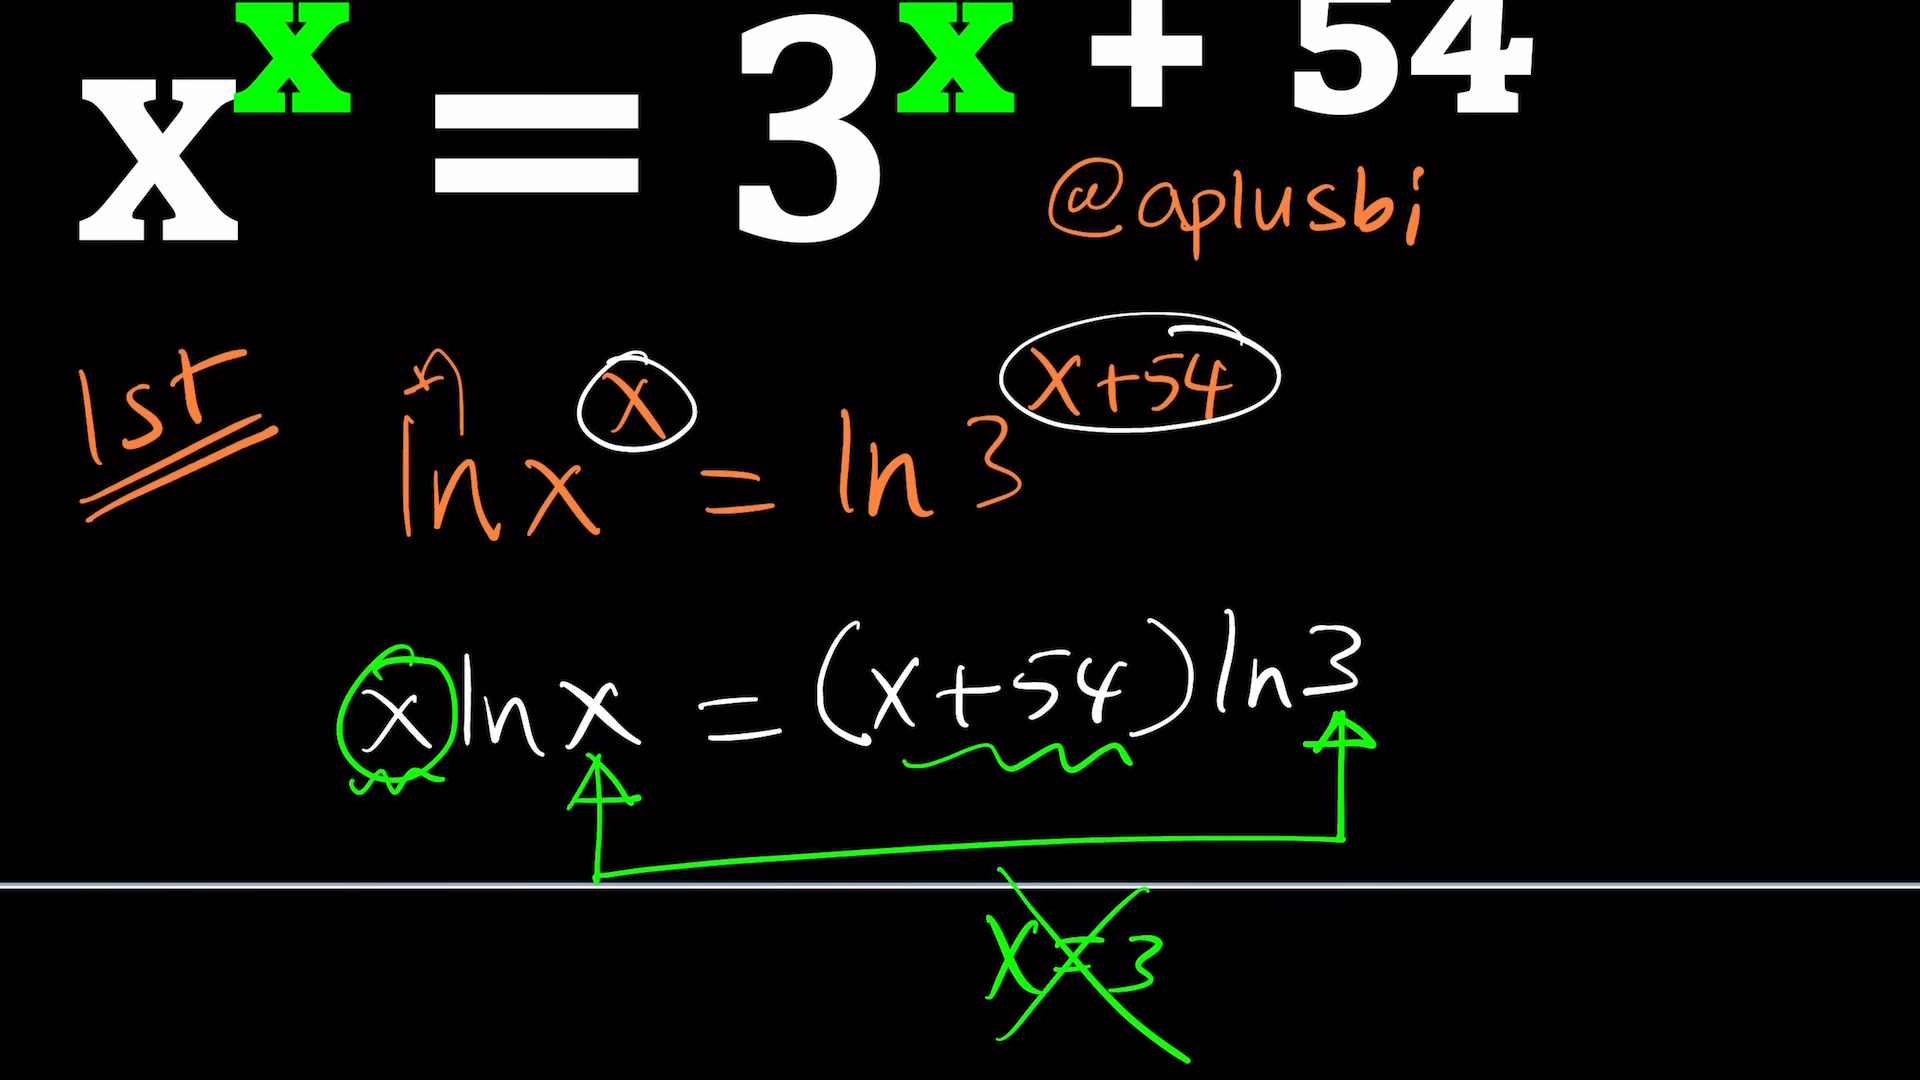 x^x = 3^{x + 54}
@aplusbi
1st
ln x^x = ln 3^{x+54}
x ln x = (x+54) ln 3
x = 3